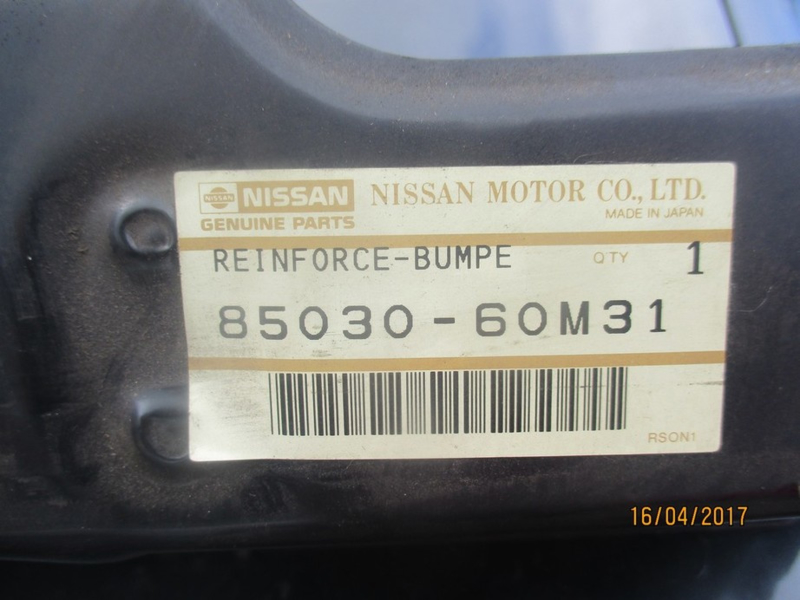 NISSAN NISSAN MOTOR CO., LTD.
GENUINE PARTS MADE IN JAPAN
REINFORCE-BUMPE QTY 1
85030-60M31
RSON1
16/04/2017